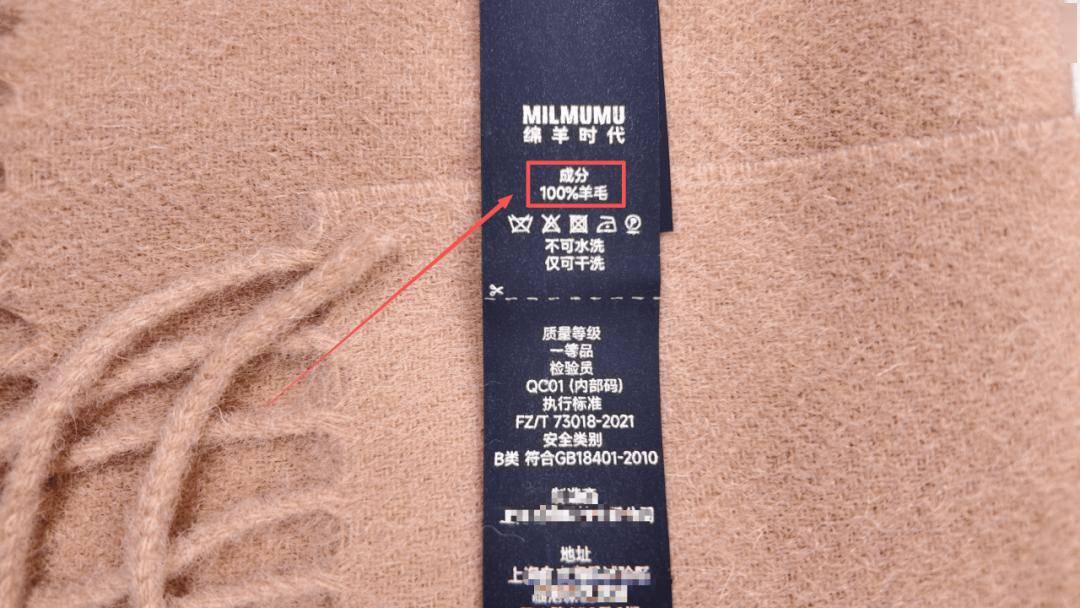 MILMUMU
绵羊时代
成分
100%羊毛
不可水洗
仅可干洗
质量等级
一等品
检验员
QC01 (内部码)
执行标准
FZ/T 73018-2021
安全类别
B类 符合GB18401-2010
地址